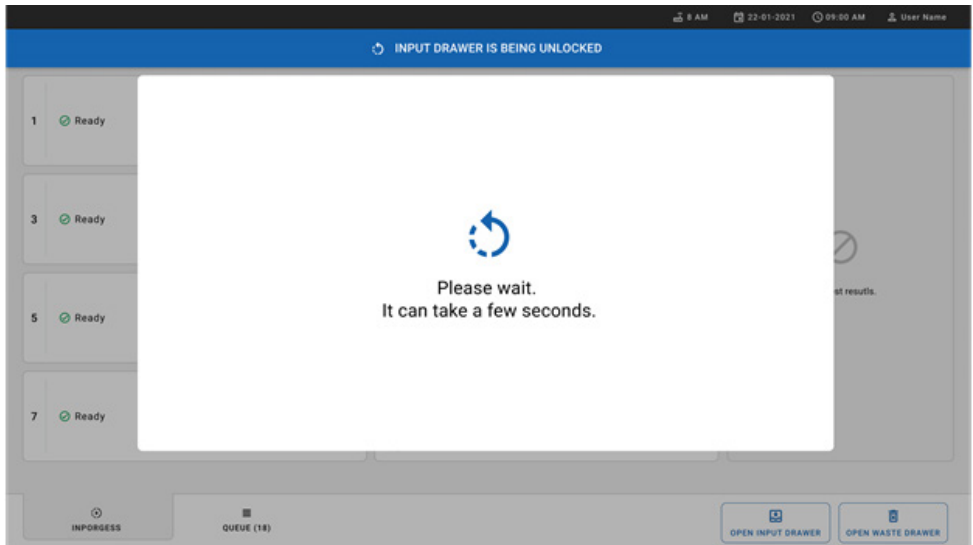 8 AM 22-01-2021 09:00 AM User Name
INPUT DRAWER IS BEING UNLOCKED
1 Ready
3 Ready
5 Ready
7 Ready
Please wait.
It can take a few seconds.
resutls.
INPORGESS
QUEUE (18)
OPEN INPUT DRAWER
OPEN WASTE DRAWER